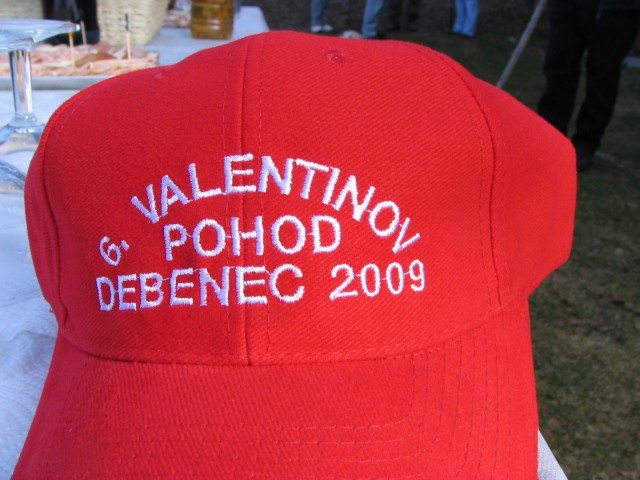 6. VALENTINOV
POHOD
DEBENEC 2009